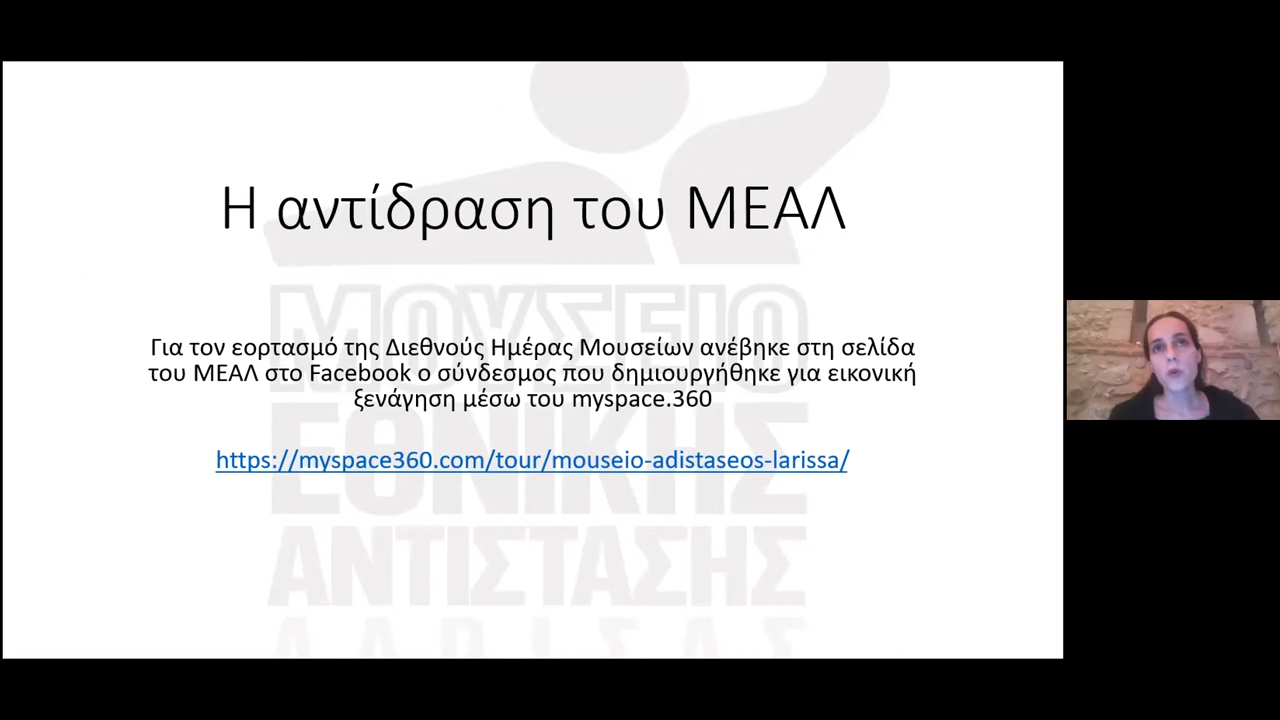 Η αντίδραση του ΜΕΑΛ
Για τον εορτασμό της Διεθνούς Ημέρας Μουσείων ανέβηκε στη σελίδα
του ΜΕΑΛ στο Facebook ο σύνδεσμος που δημιουργήθηκε για εικονική
ξενάγηση μέσω του myspace.360
https://myspace360.com/tour/mouseio-adistaseos-larissa/
ΜΟΥΣΕΙΟ
ΕΘΝΙΚΗΣ
ΑΝΤΙΣΤΑΣΗΣ
ΛΑΡΙΣΑΣ